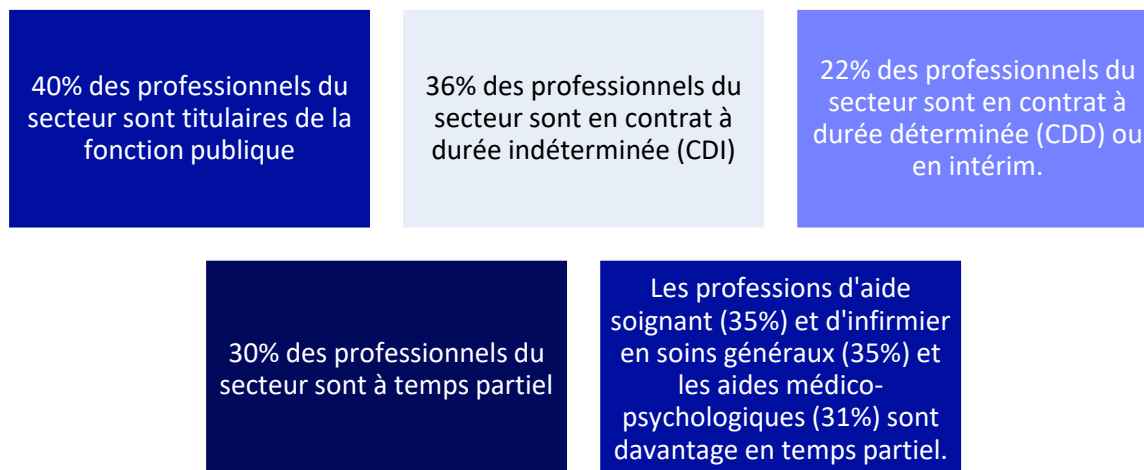 40% des professionnels du
secteur sont titulaires de la
fonction publique
36% des professionnels du
secteur sont en contrat à
durée indéterminée (CDI)
22% des professionnels du
secteur sont en contrat à
durée déterminée (CDD) ou
en intérim.
30% des professionnels du
secteur sont à temps partiel
Les professions d'aide
soignant (35%) et d'infirmier
en soins généraux (35%) et
les aides médico-
psychologiques (31%) sont
davantage en temps partiel.